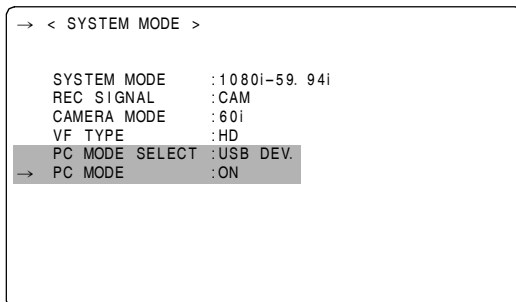 → < SYSTEM MODE >
SYSTEM MODE :1080i–59. 94i
REC SIGNAL :CAM
CAMERA MODE :60i
VF TYPE :HD
PC MODE SELECT :USB DEV.
→ PC MODE :ON